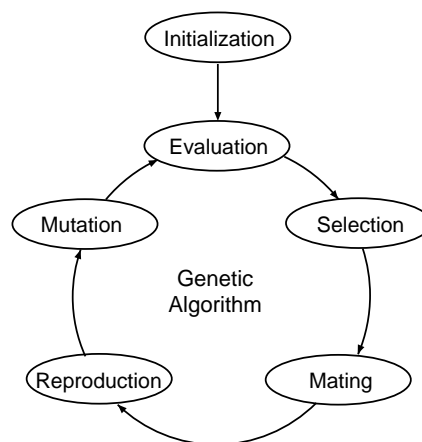 Initialization
Evaluation
Mutation
Selection
Genetic
Algorithm
Reproduction
Mating